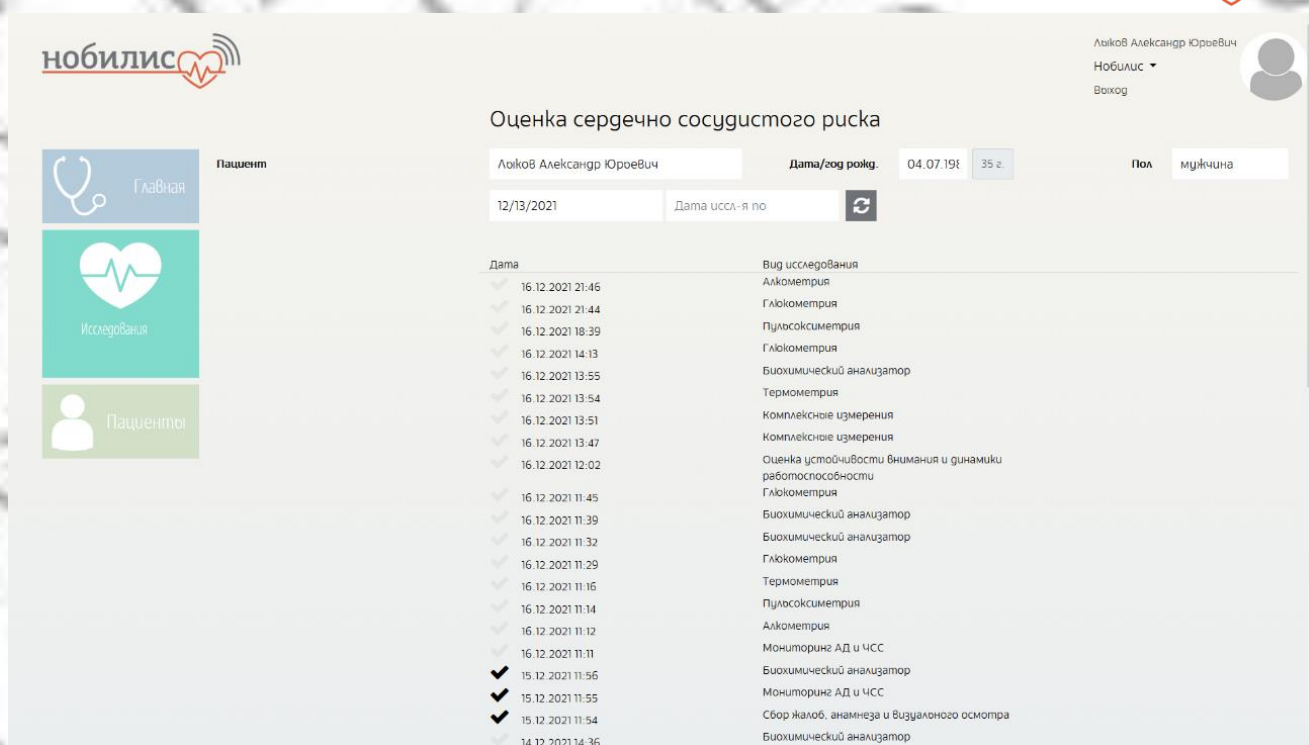 нобилис
Лыков Александр Юрьевич
Нобилис
Выход
Оценка сердечно сосудистого риска
Главная
Исследования
Пациенты
Пациент Лыков Александр Юрьевич Дата/год рожд. 04.07.198 35 г. Пол мужчина
12/13/2021 Дата иссл-я по
Дата Вид исследования
16.12.2021 21:46 Алкометрия
16.12.2021 21:44 Глюкометрия
16.12.2021 18:39 Пульсоксиметрия
16.12.2021 14:13 Глюкометрия
16.12.2021 13:55 Биохимический анализатор
16.12.2021 13:54 Термометрия
16.12.2021 13:51 Комплексные измерения
16.12.2021 13:47 Комплексные измерения
16.12.2021 12:02 Оценка устойчивости внимания и динамики
работоспособности
16.12.2021 11:45 Глюкометрия
16.12.2021 11:39 Биохимический анализатор
16.12.2021 11:32 Биохимический анализатор
16.12.2021 11:29 Глюкометрия
16.12.2021 11:16 Термометрия
16.12.2021 11:14 Пульсоксиметрия
16.12.2021 11:12 Алкометрия
16.12.2021 11:11 Мониторинг АД и ЧСС
15.12.2021 11:56 Биохимический анализатор
15.12.2021 11:55 Мониторинг АД и ЧСС
15.12.2021 11:54 Сбор жалоб, анамнеза и визуального осмотра
14.12.2021 14:36 Биохимический анализатор